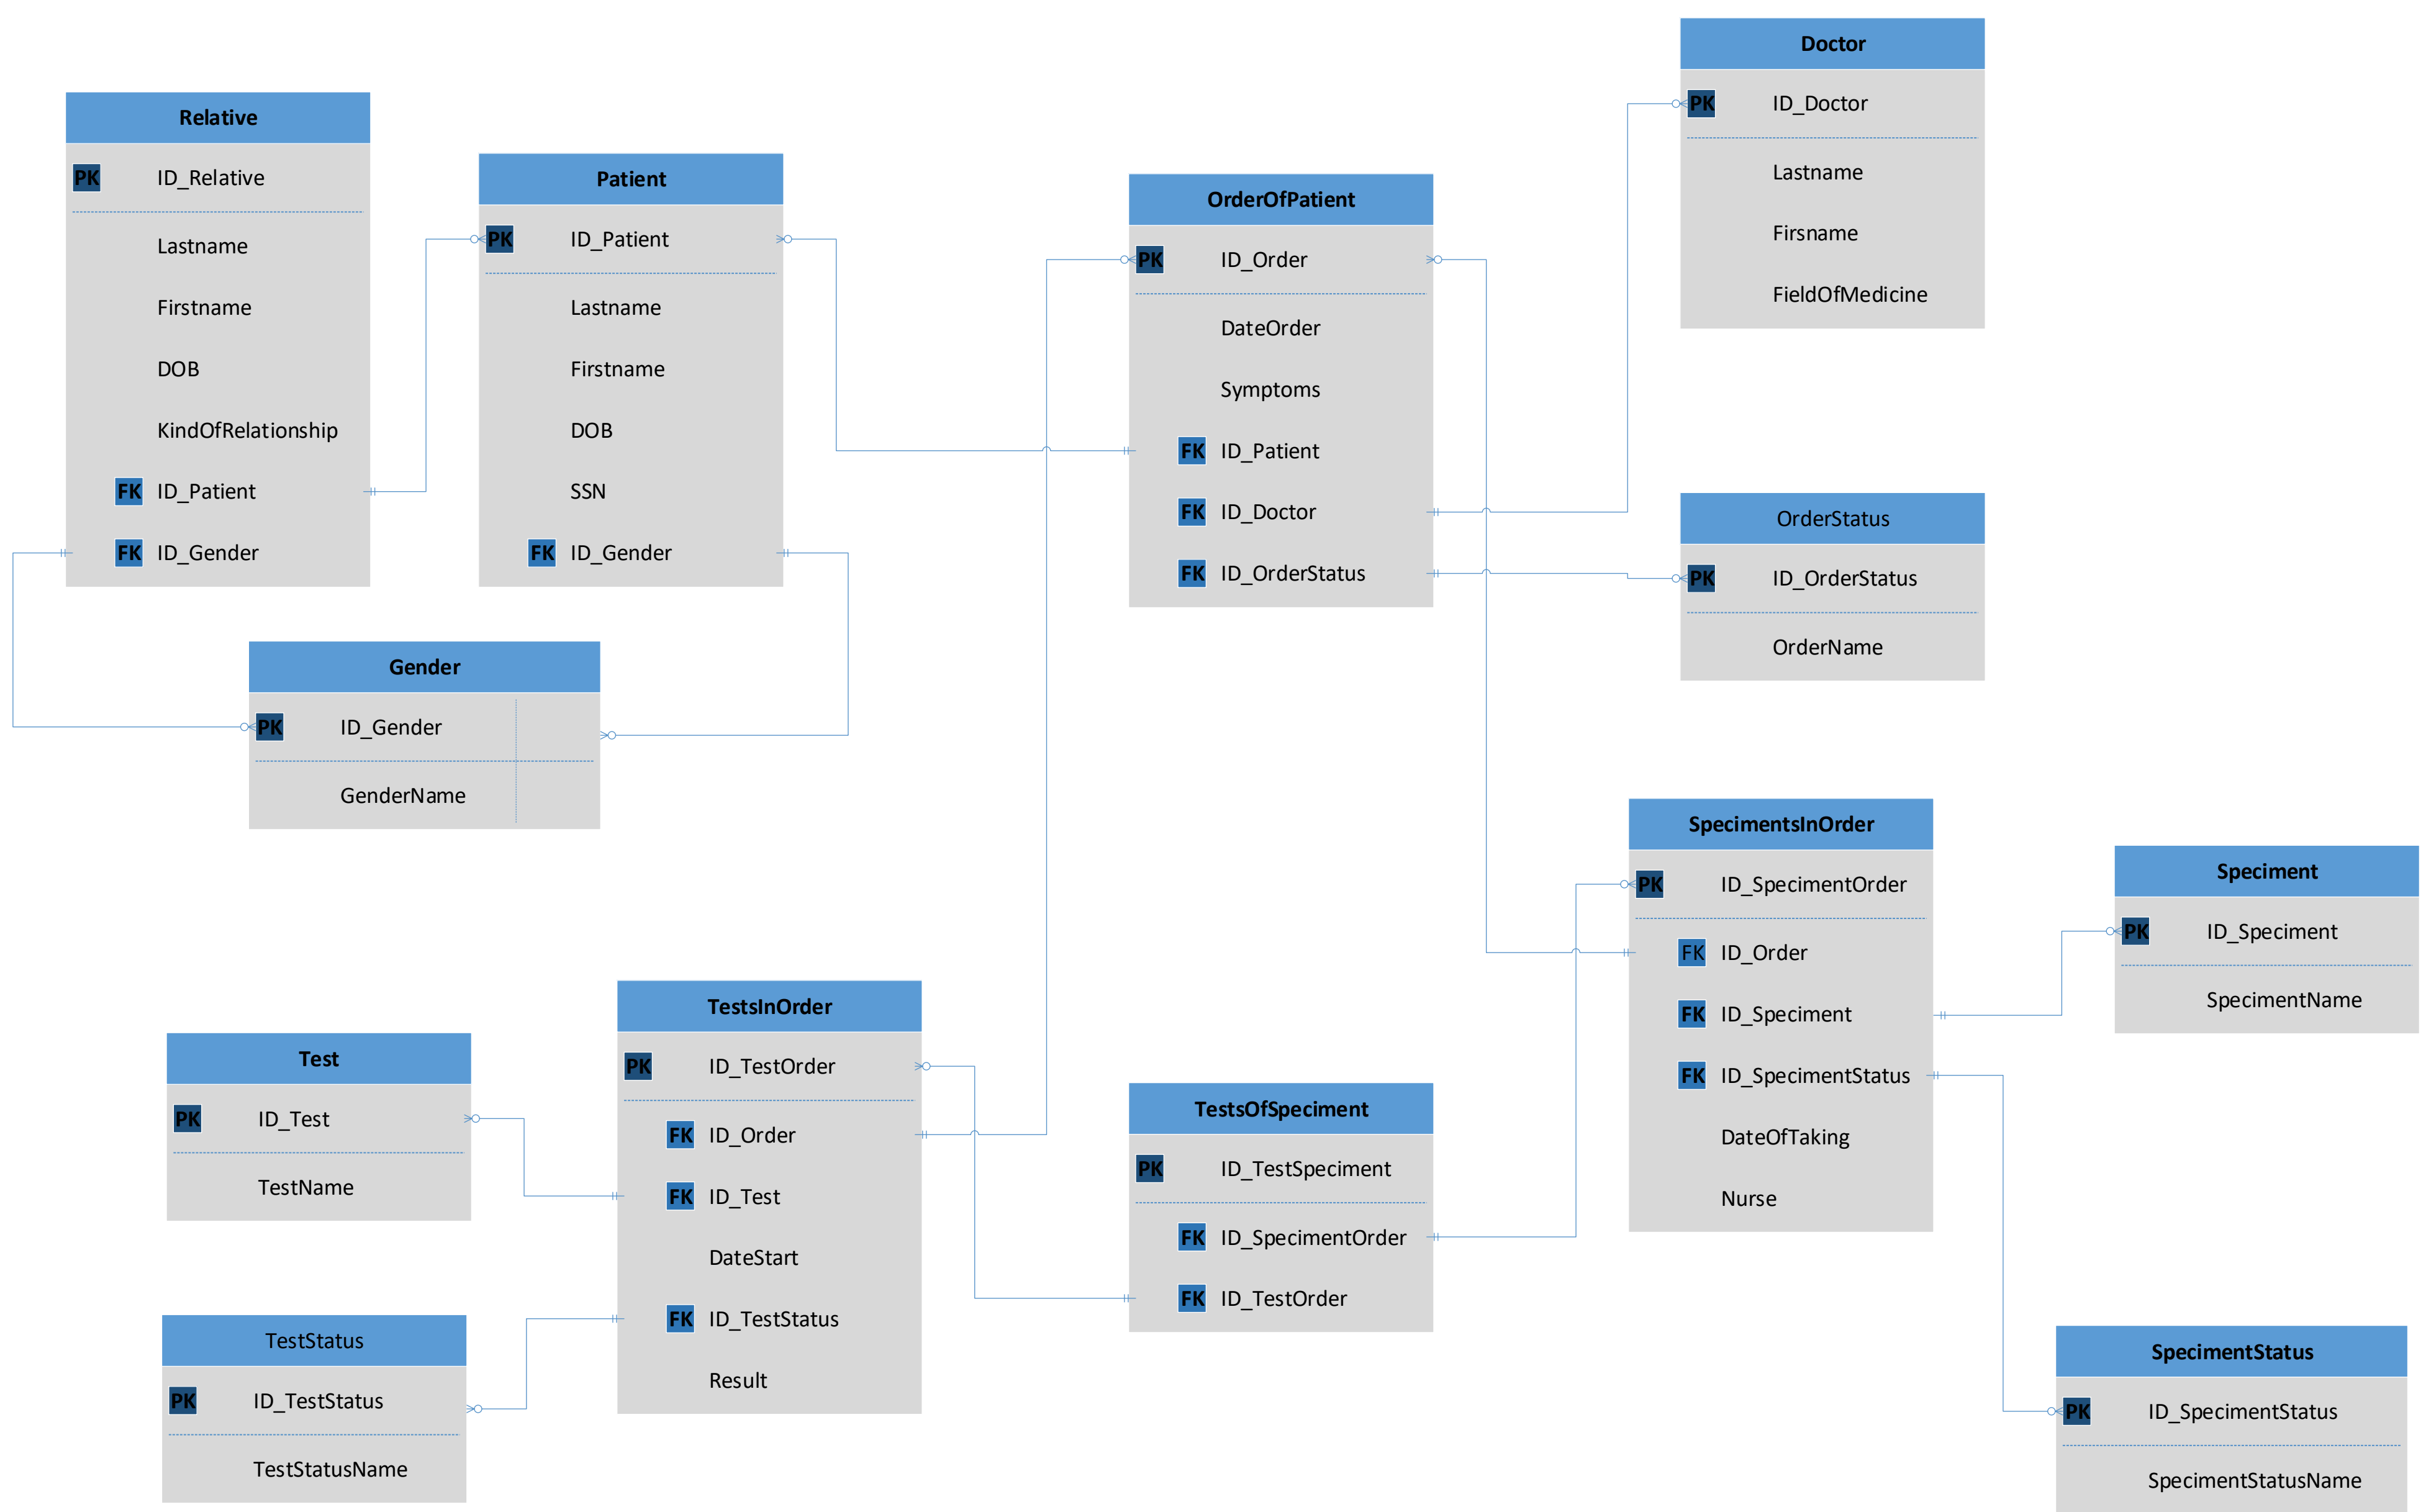 Relative
PK ID_Relative
Lastname
Firstname
DOB
KindOfRelationship
FK ID_Patient
FK ID_Gender
Patient
PK ID_Patient
Lastname
Firstname
DOB
SSN
FK ID_Gender
Gender
PK ID_Gender
GenderName
OrderOfPatient
PK ID_Order
DateOrder
Symptoms
FK ID_Patient
FK ID_Doctor
FK ID_OrderStatus
Doctor
PK ID_Doctor
Lastname
Firsname
FieldOfMedicine
OrderStatus
PK ID_OrderStatus
OrderName
Test
PK ID_Test
TestName
TestStatus
PK ID_TestStatus
TestStatusName
TestsInOrder
PK ID_TestOrder
FK ID_Order
FK ID_Test
DateStart
FK ID_TestStatus
Result
TestsOfSpeciment
PK ID_TestSpeciment
FK ID_SpecimentOrder
FK ID_TestOrder
SpecimentsInOrder
PK ID_SpecimentOrder
FK ID_Order
FK ID_Speciment
FK ID_SpecimentStatus
DateOfTaking
Nurse
Speciment
PK ID_Speciment
SpecimentName
SpecimentStatus
PK ID_SpecimentStatus
SpecimentStatusName